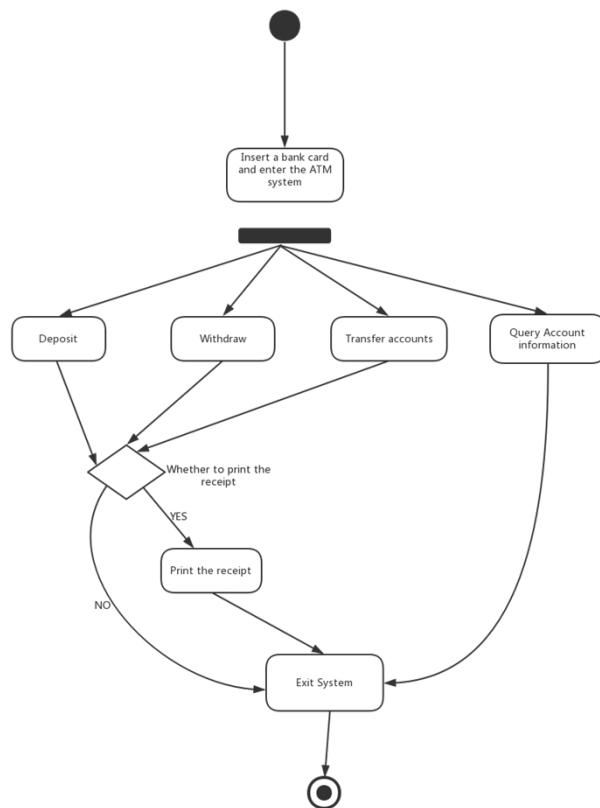 Insert a bank card
and enter the ATM
system
Deposit
Withdraw
Transfer accounts
Query Account
information
Whether to print the
receipt
YES
Print the receipt
NO
Exit System